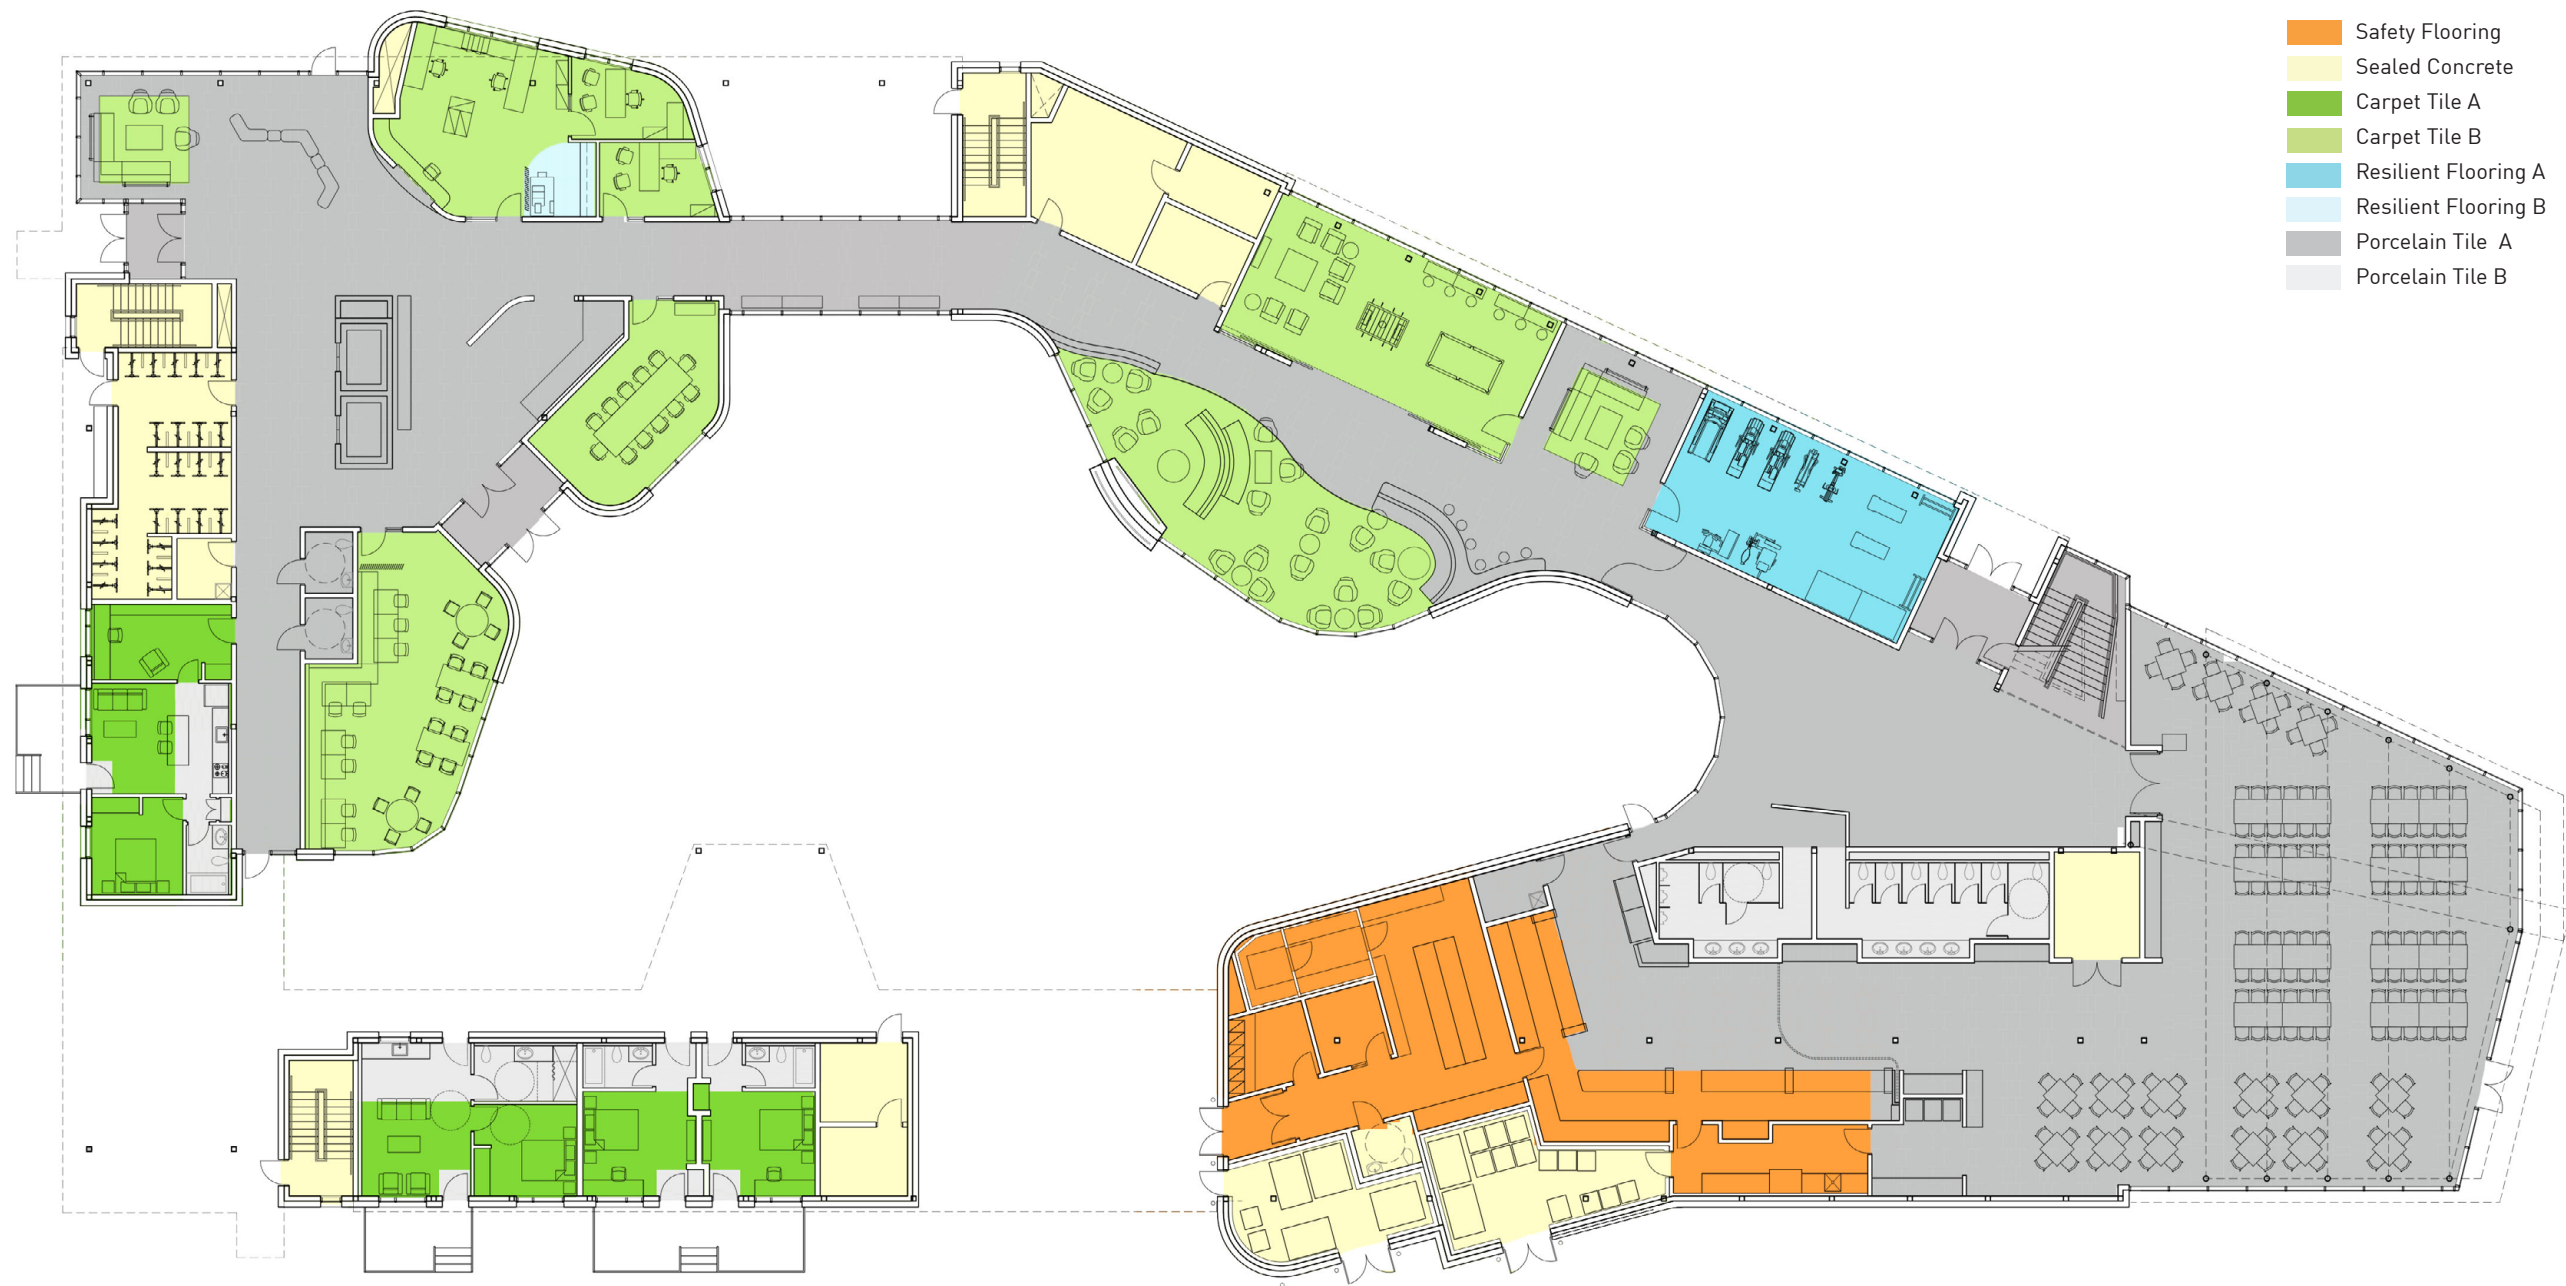 Safety Flooring
Sealed Concrete
Carpet Tile A
Carpet Tile B
Resilient Flooring A
Resilient Flooring B
Porcelain Tile  A
Porcelain Tile B